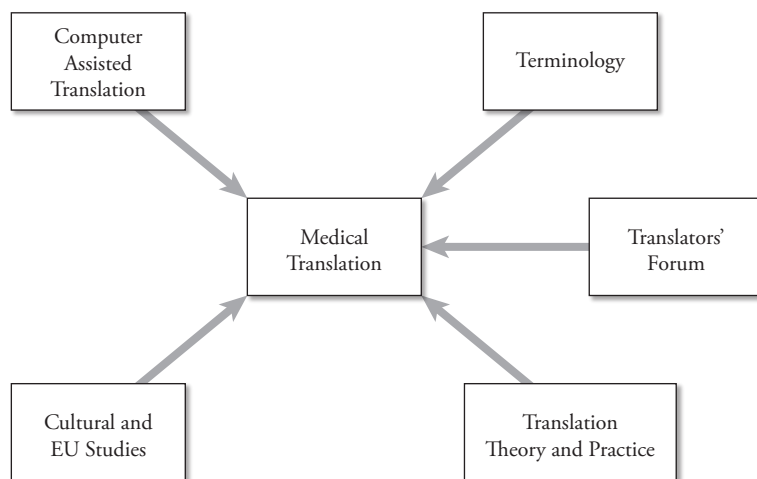 Computer
Assisted
Translation
Terminology
Medical
Translation
Translators’
Forum
Cultural and
EU Studies
Translation
Theory and Practice